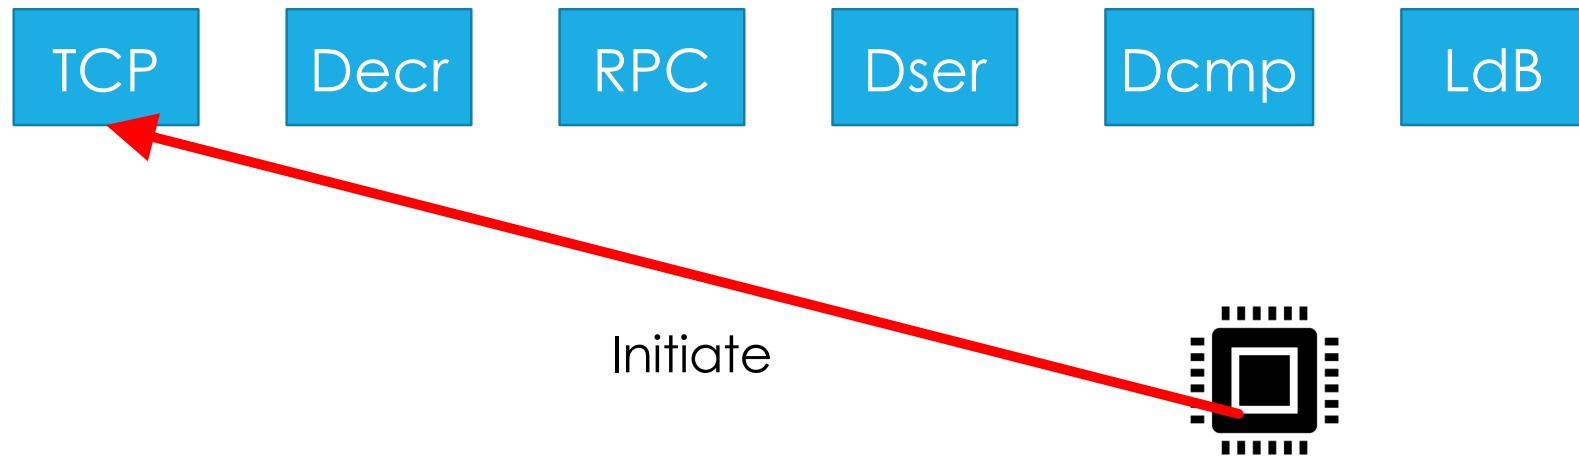 TCP Decr RPC Dser Dcmp LdB
Initiate